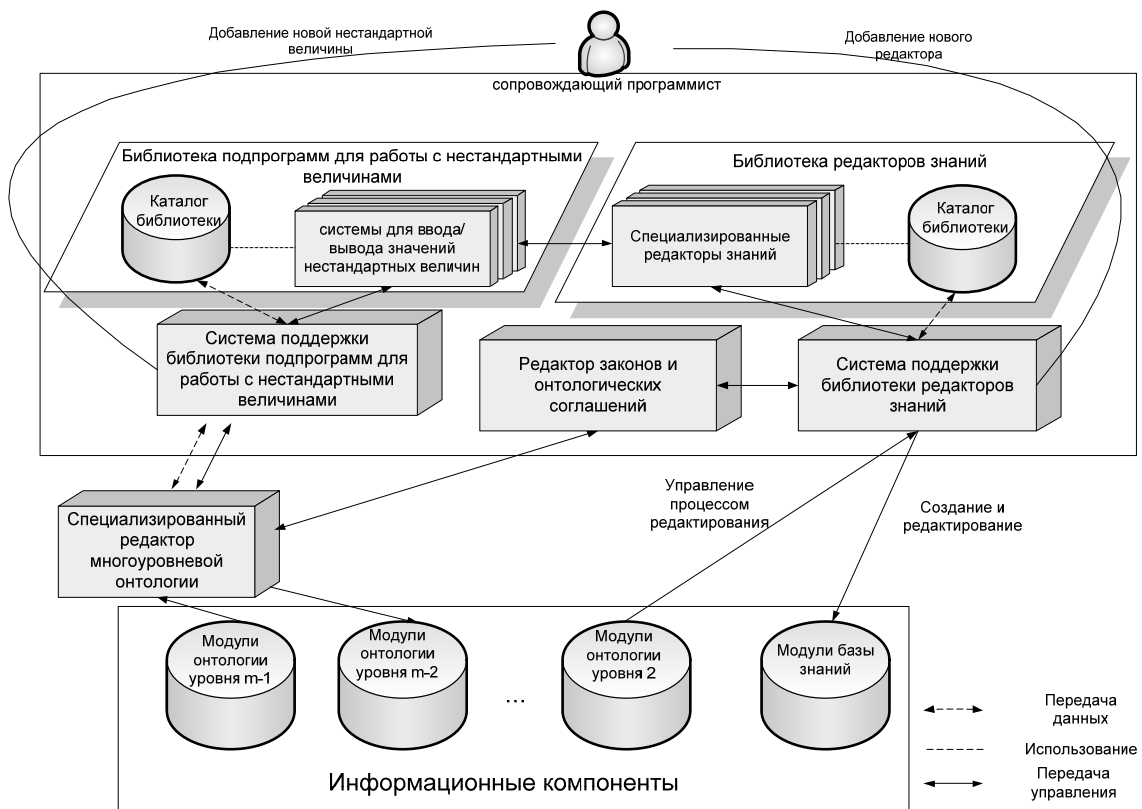 Добавление новой нестандартной
величины
Добавление нового
редактора
сопровождающий программист
Библиотека подпрограмм для работы с нестандартными
величинами
Библиотека редакторов знаний
Каталог
библиотеки
системы для ввода/
вывода значений
нестандартных величин
Специализированные
редакторы знаний
Каталог
библиотеки
Система поддержки
библиотеки подпрограмм для
работы с нестандартными
величинами
Редактор законов и
онтологических
соглашений
Система поддержки
библиотеки редакторов
знаний
Управление
процессом
редактирования
Создание и
редактирование
Специализированный
редактор
многоуровневой
онтологии
Модули
онтологии
уровня m-1
Модули
онтологии
уровня m-2
...
Модули
онтологии
уровня 2
Модули базы
знаний
Информационные компоненты
Передача
данных
Использование
Передача
управления